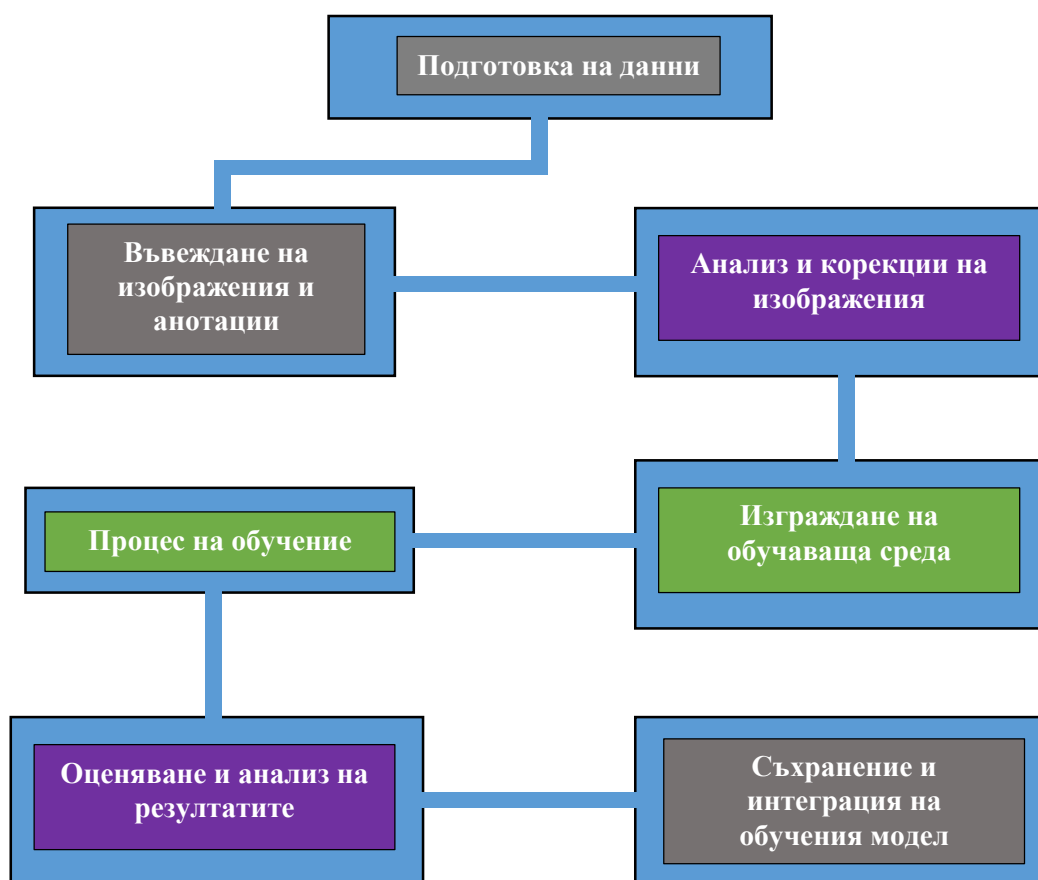 Подготовка на данни
Въвеждане на
изображения и
анотации
Анализ и корекции на
изображения
Изграждане на
обучаваща среда
Процес на обучение
Оценяване и анализ на
резултатите
Съхранение и
интеграция на
обучения модел